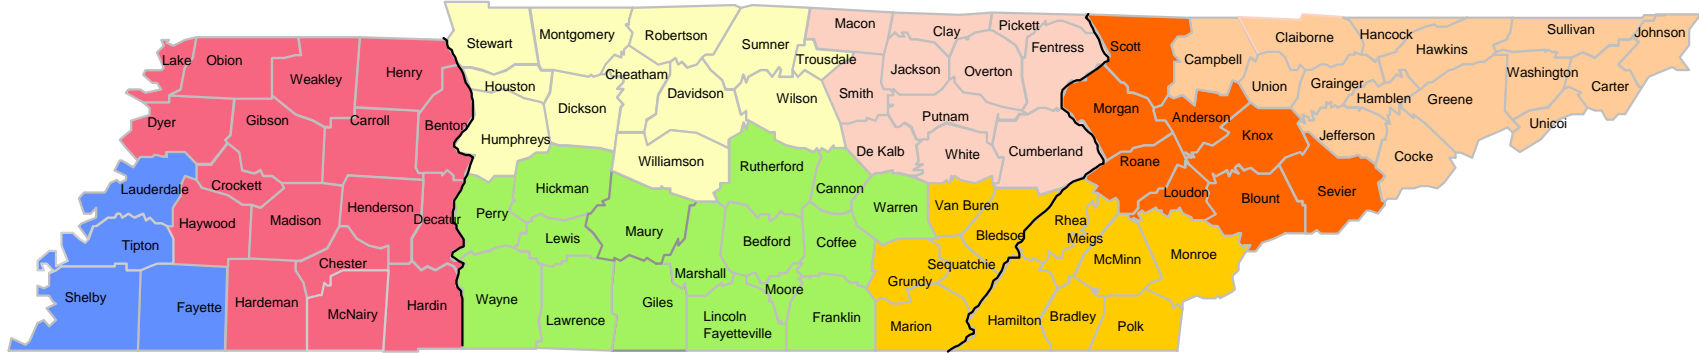 Lake
Obion
Weakley
Henry
Stewart
Montgomery
Robertson
Sumner
Macon
Trousdale
Clay
Pickett
Fentress
Scott
Campbell
Claiborne
Hancock
Hawkins
Sullivan
Johnson
Dyer
Gibson
Carroll
Benton
Houston
Humphreys
Dickson
Cheatham
Davidson
Wilson
Smith
Jackson
Overton
Putnam
Morgan
Anderson
Union
Grainger
Hamblen
Greene
Washington
Carter
Unicoi
Lauderdale
Crockett
Haywood
Madison
Henderson
Decatur
Perry
Hickman
Williamson
Rutherford
Cannon
De Kalb
White
Cumberland
Roane
Loudon
Knox
Blount
Sevier
Jefferson
Cocke
Tipton
Chester
Lewis
Maury
Bedford
Coffee
Warren
Van Buren
Bledsoe
Rhea
Meigs
McMinn
Monroe
Shelby
Fayette
Hardeman
McNairy
Hardin
Wayne
Lawrence
Giles
Marshall
Moore
Lincoln
Fayetteville
Franklin
Grundy
Sequatchie
Marion
Hamilton
Bradley
Polk